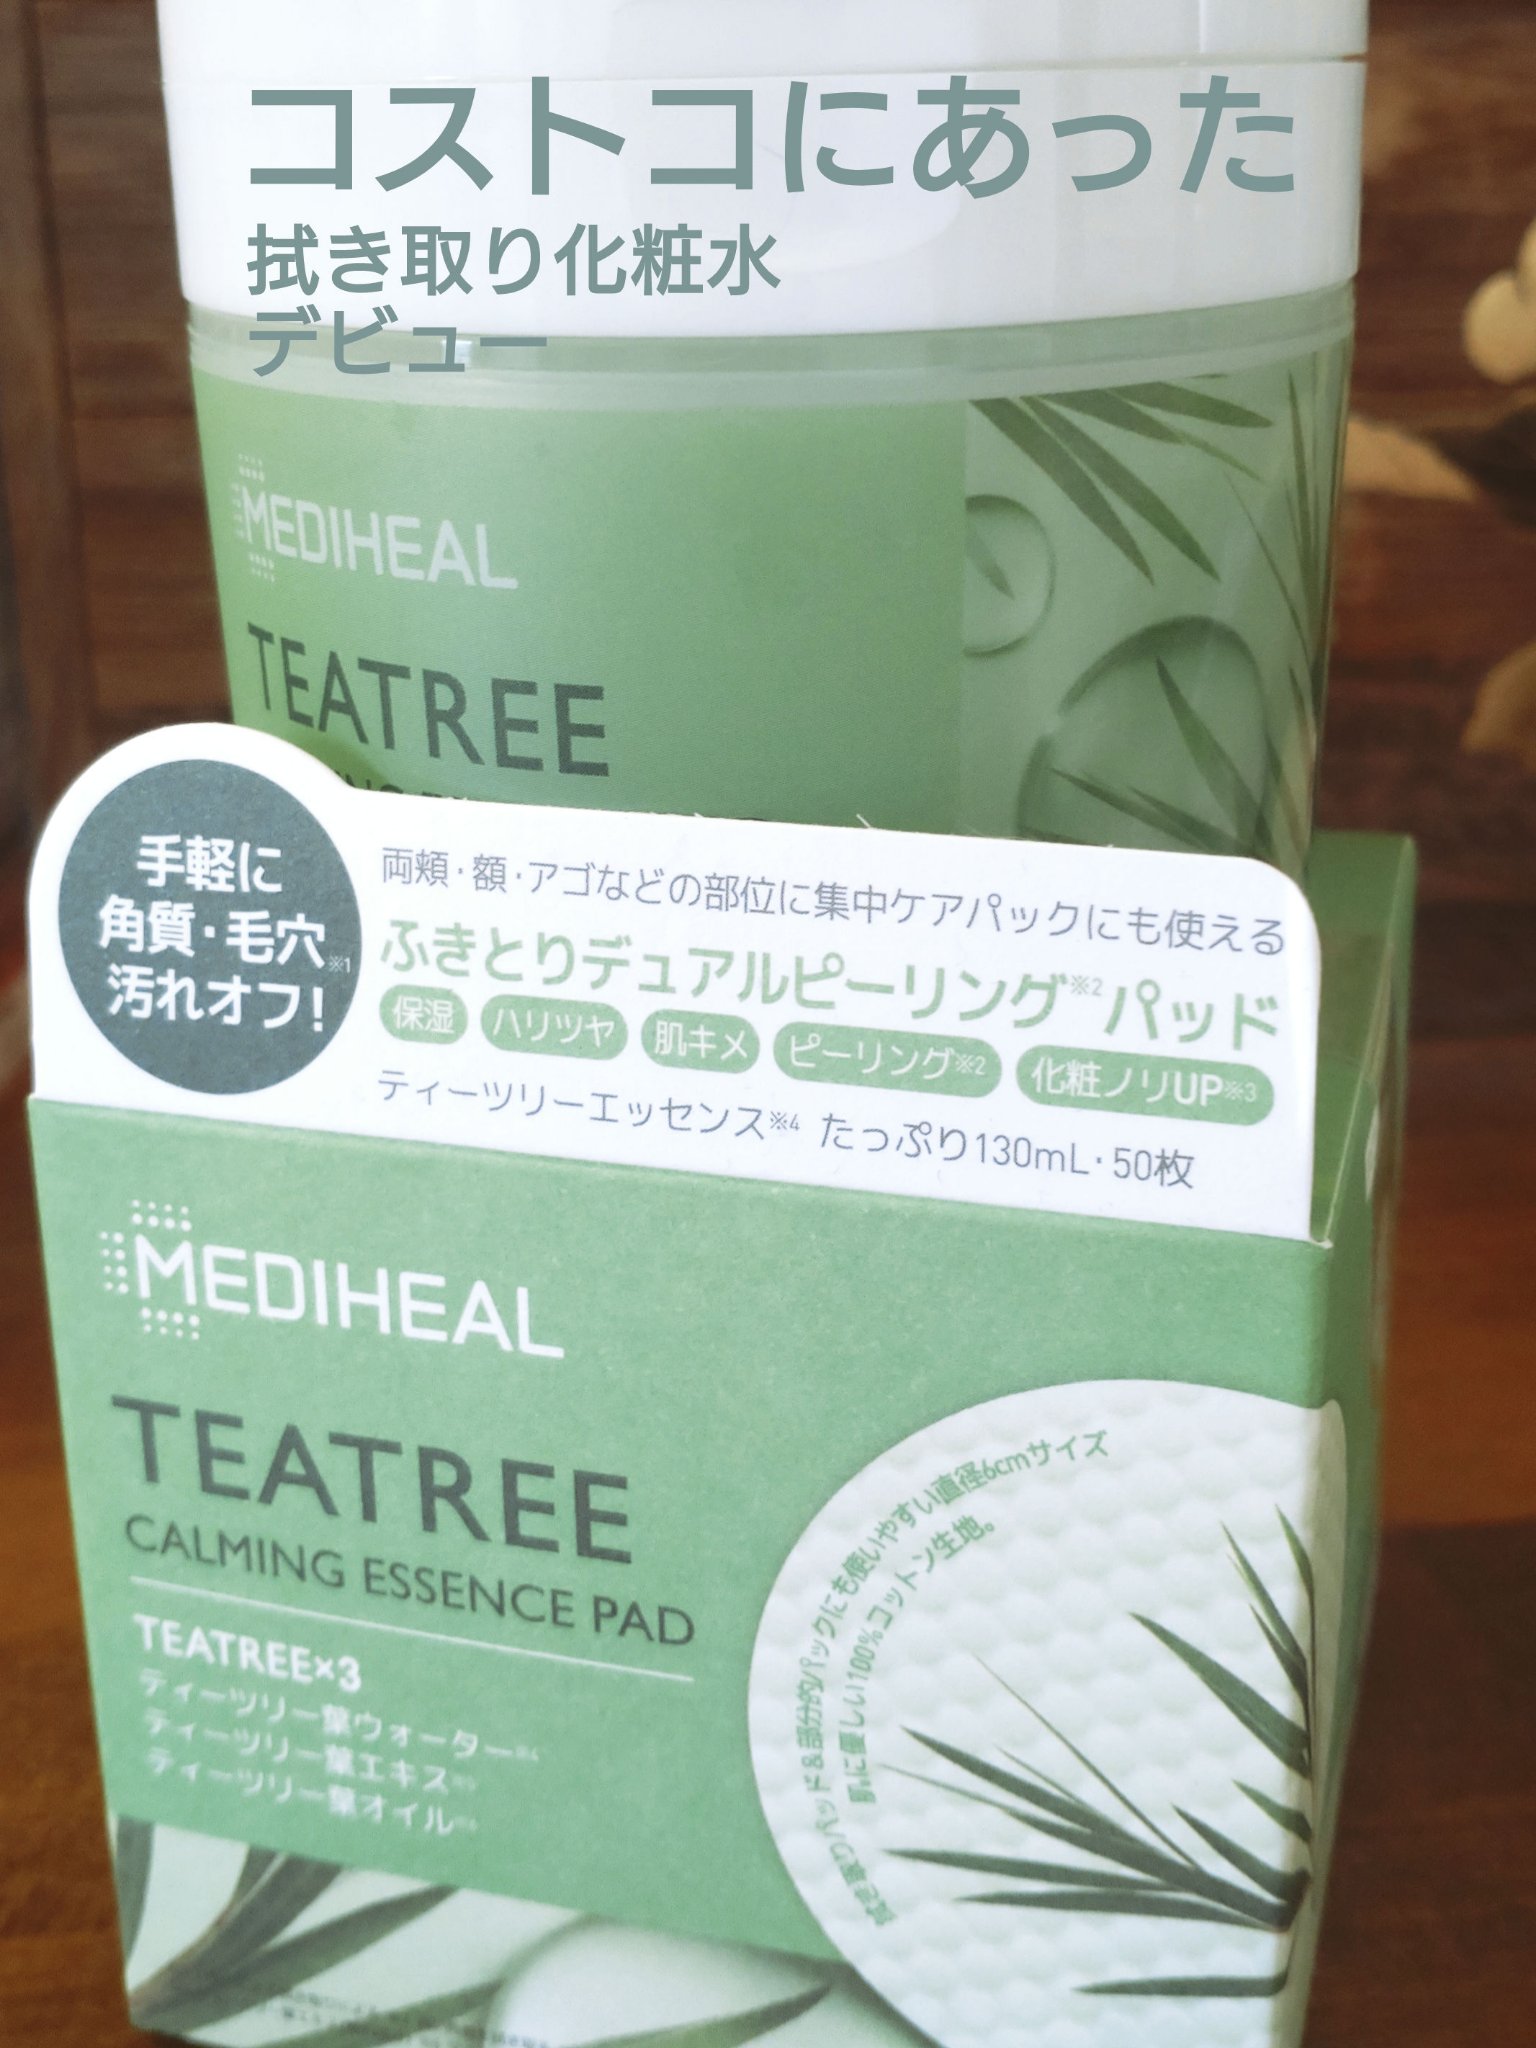 コストコにあった
拭き取り化粧水
デビュー
MEDIHEAL
TEATREE
手軽に
角質・毛穴
汚れオフ!※1
両頬・額・アゴなどの部位に集中ケアパックにも使える
ふきとりデュアルピーリング※2パッド
保湿 ハリツヤ 肌キメ ピーリング※2 化粧ノリUP※3
ティーツリーエッセンス※4 たっぷり130mL・50枚
MEDIHEAL
TEATREE
CALMING ESSENCE PAD
TEATREE×3
ティーツリー葉ウォーター※4
ティーツリー葉エキス
ティーツリー葉オイル
拭き取りパッド&部分的パックにも使いやすい直径6cmサイズ
肌に優しい100%コットン生地。